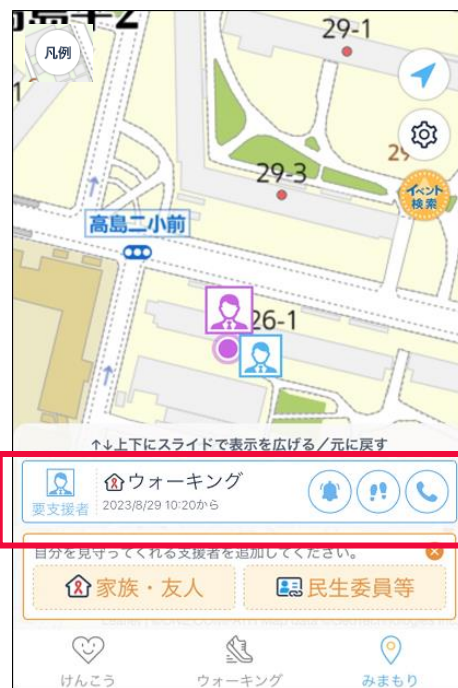 高島平2
凡例
29-1
29-3
イベント
検索
高島二小前
26-1
↑↓上下にスライドで表示を広げる／元に戻す
ウォーキング
要支援者
2023/8/29 10:20から
自分を見守ってくれる支援者を追加してください。
家族・友人
民生委員等
けんこう
ウォーキング
みまもり